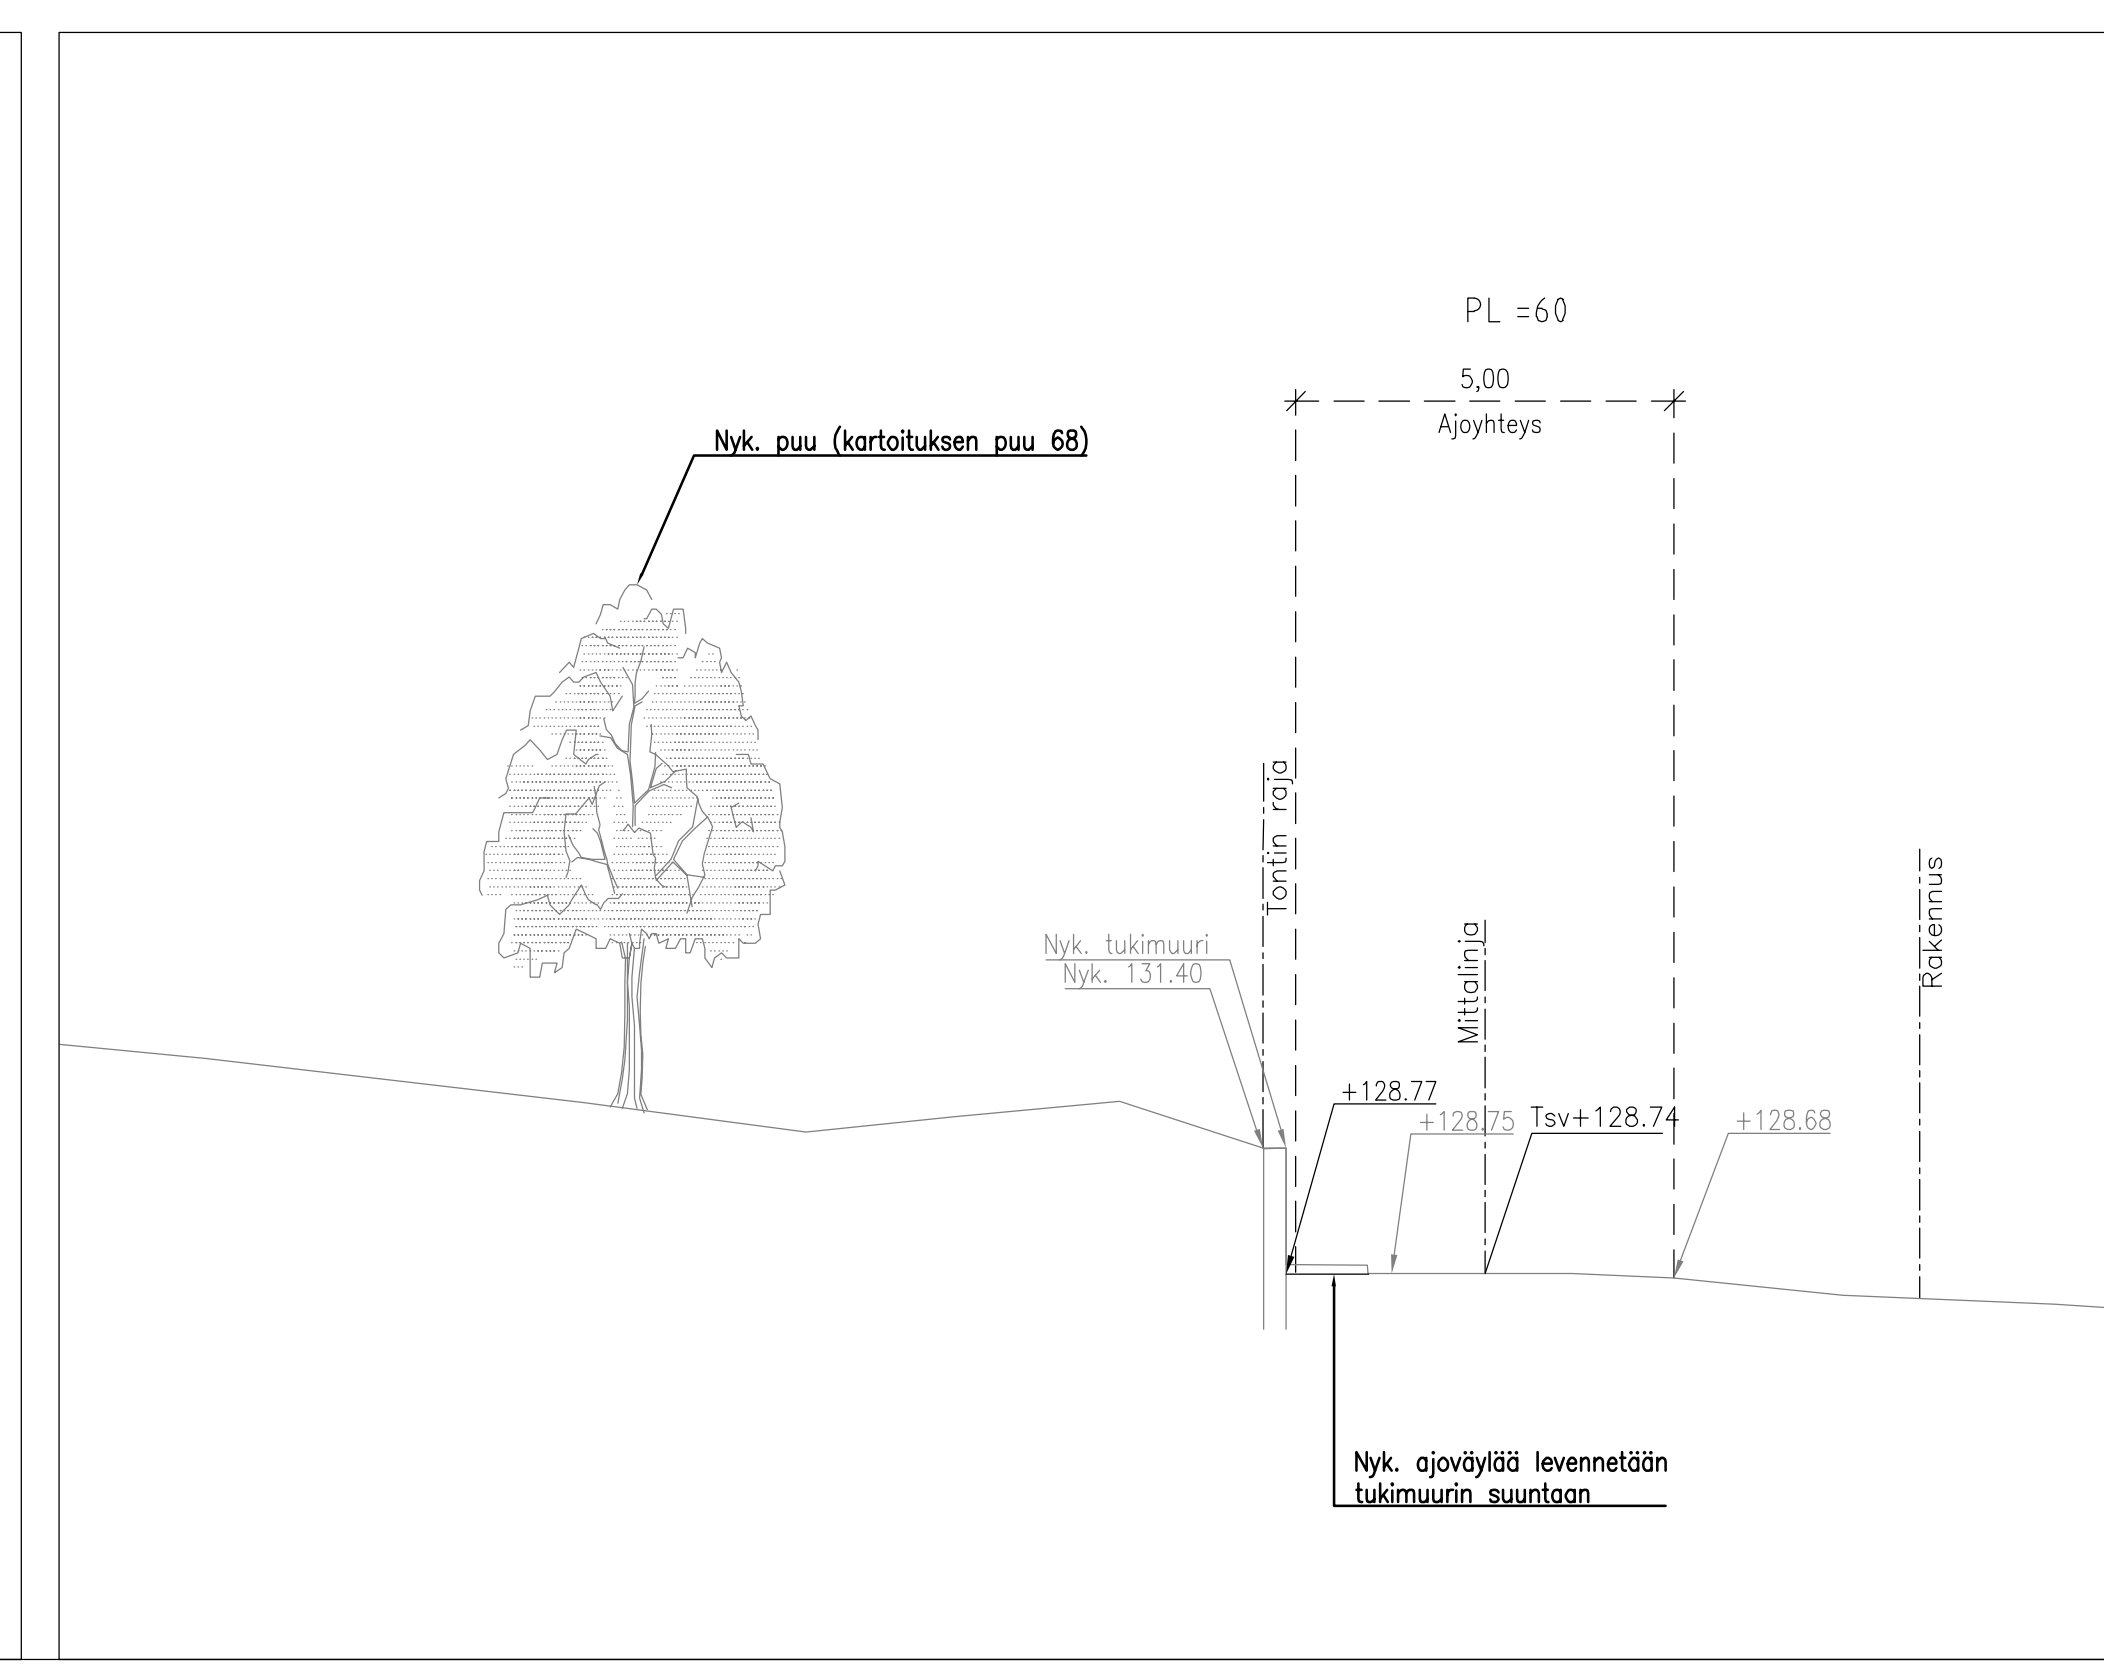 PL =60
5,00
Ajoyhteys
Nyk. puu (kartoituksen puu 68)
Tontin raja
Rakennus
Mittalinja
Nyk. tukimuuri
Nyk. 131.40
+128.77
+128.75
Tsv+128.74
+128.68
Nyk. ajoväylää levennetään
tukimuurin suuntaan